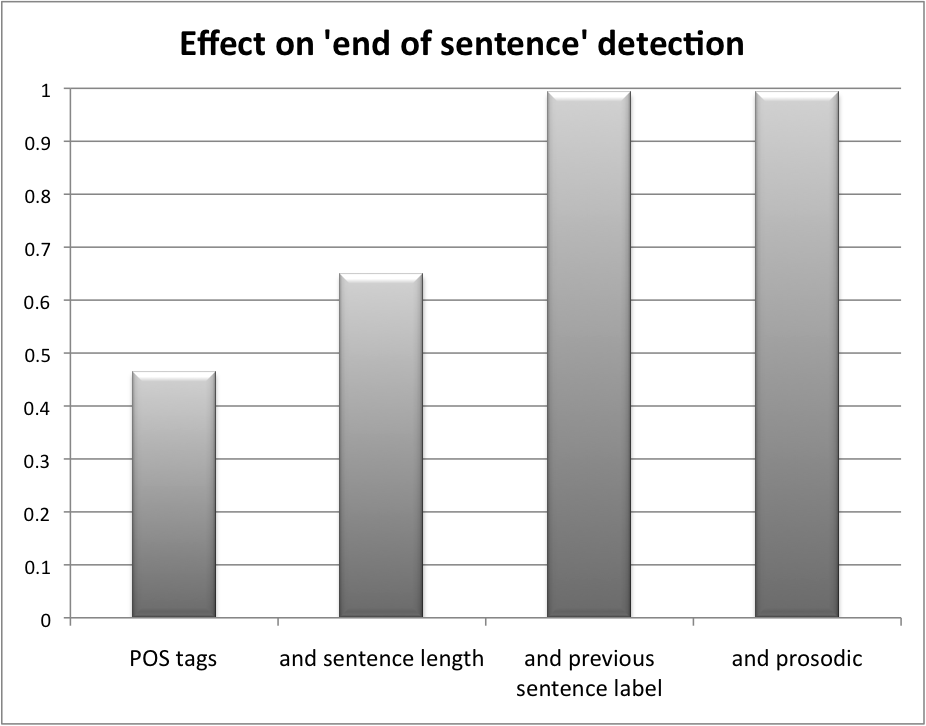 Effect on 'end of sentence' detection
1
0.9
0.8
0.7
0.6
0.5
0.4
0.3
0.2
0.1
0
POS tags
and sentence length
and previous
sentence label
and prosodic